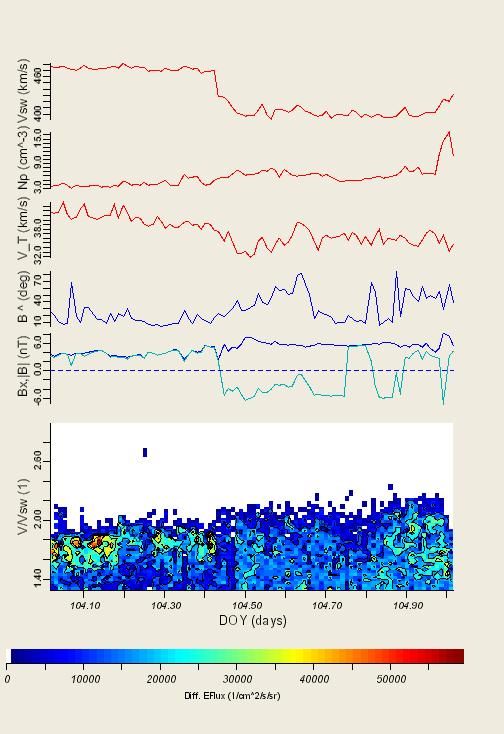 Vsw (km/s)
460
400
Np (cm^-3)
15.0
9.0
3.0
V_T (km/s)
38.0
32.0
B ^ (deg)
70
40
10
Bx,|B| (nT)
6.0
0.0
-6.0
V/Vsw (1)
2.60
2.00
1.40
104.10 104.30 104.50 104.70 104.90
DOY (days)
0 10000 20000 30000 40000 50000
Diff. EFlux (1/cm^2/s/sr)